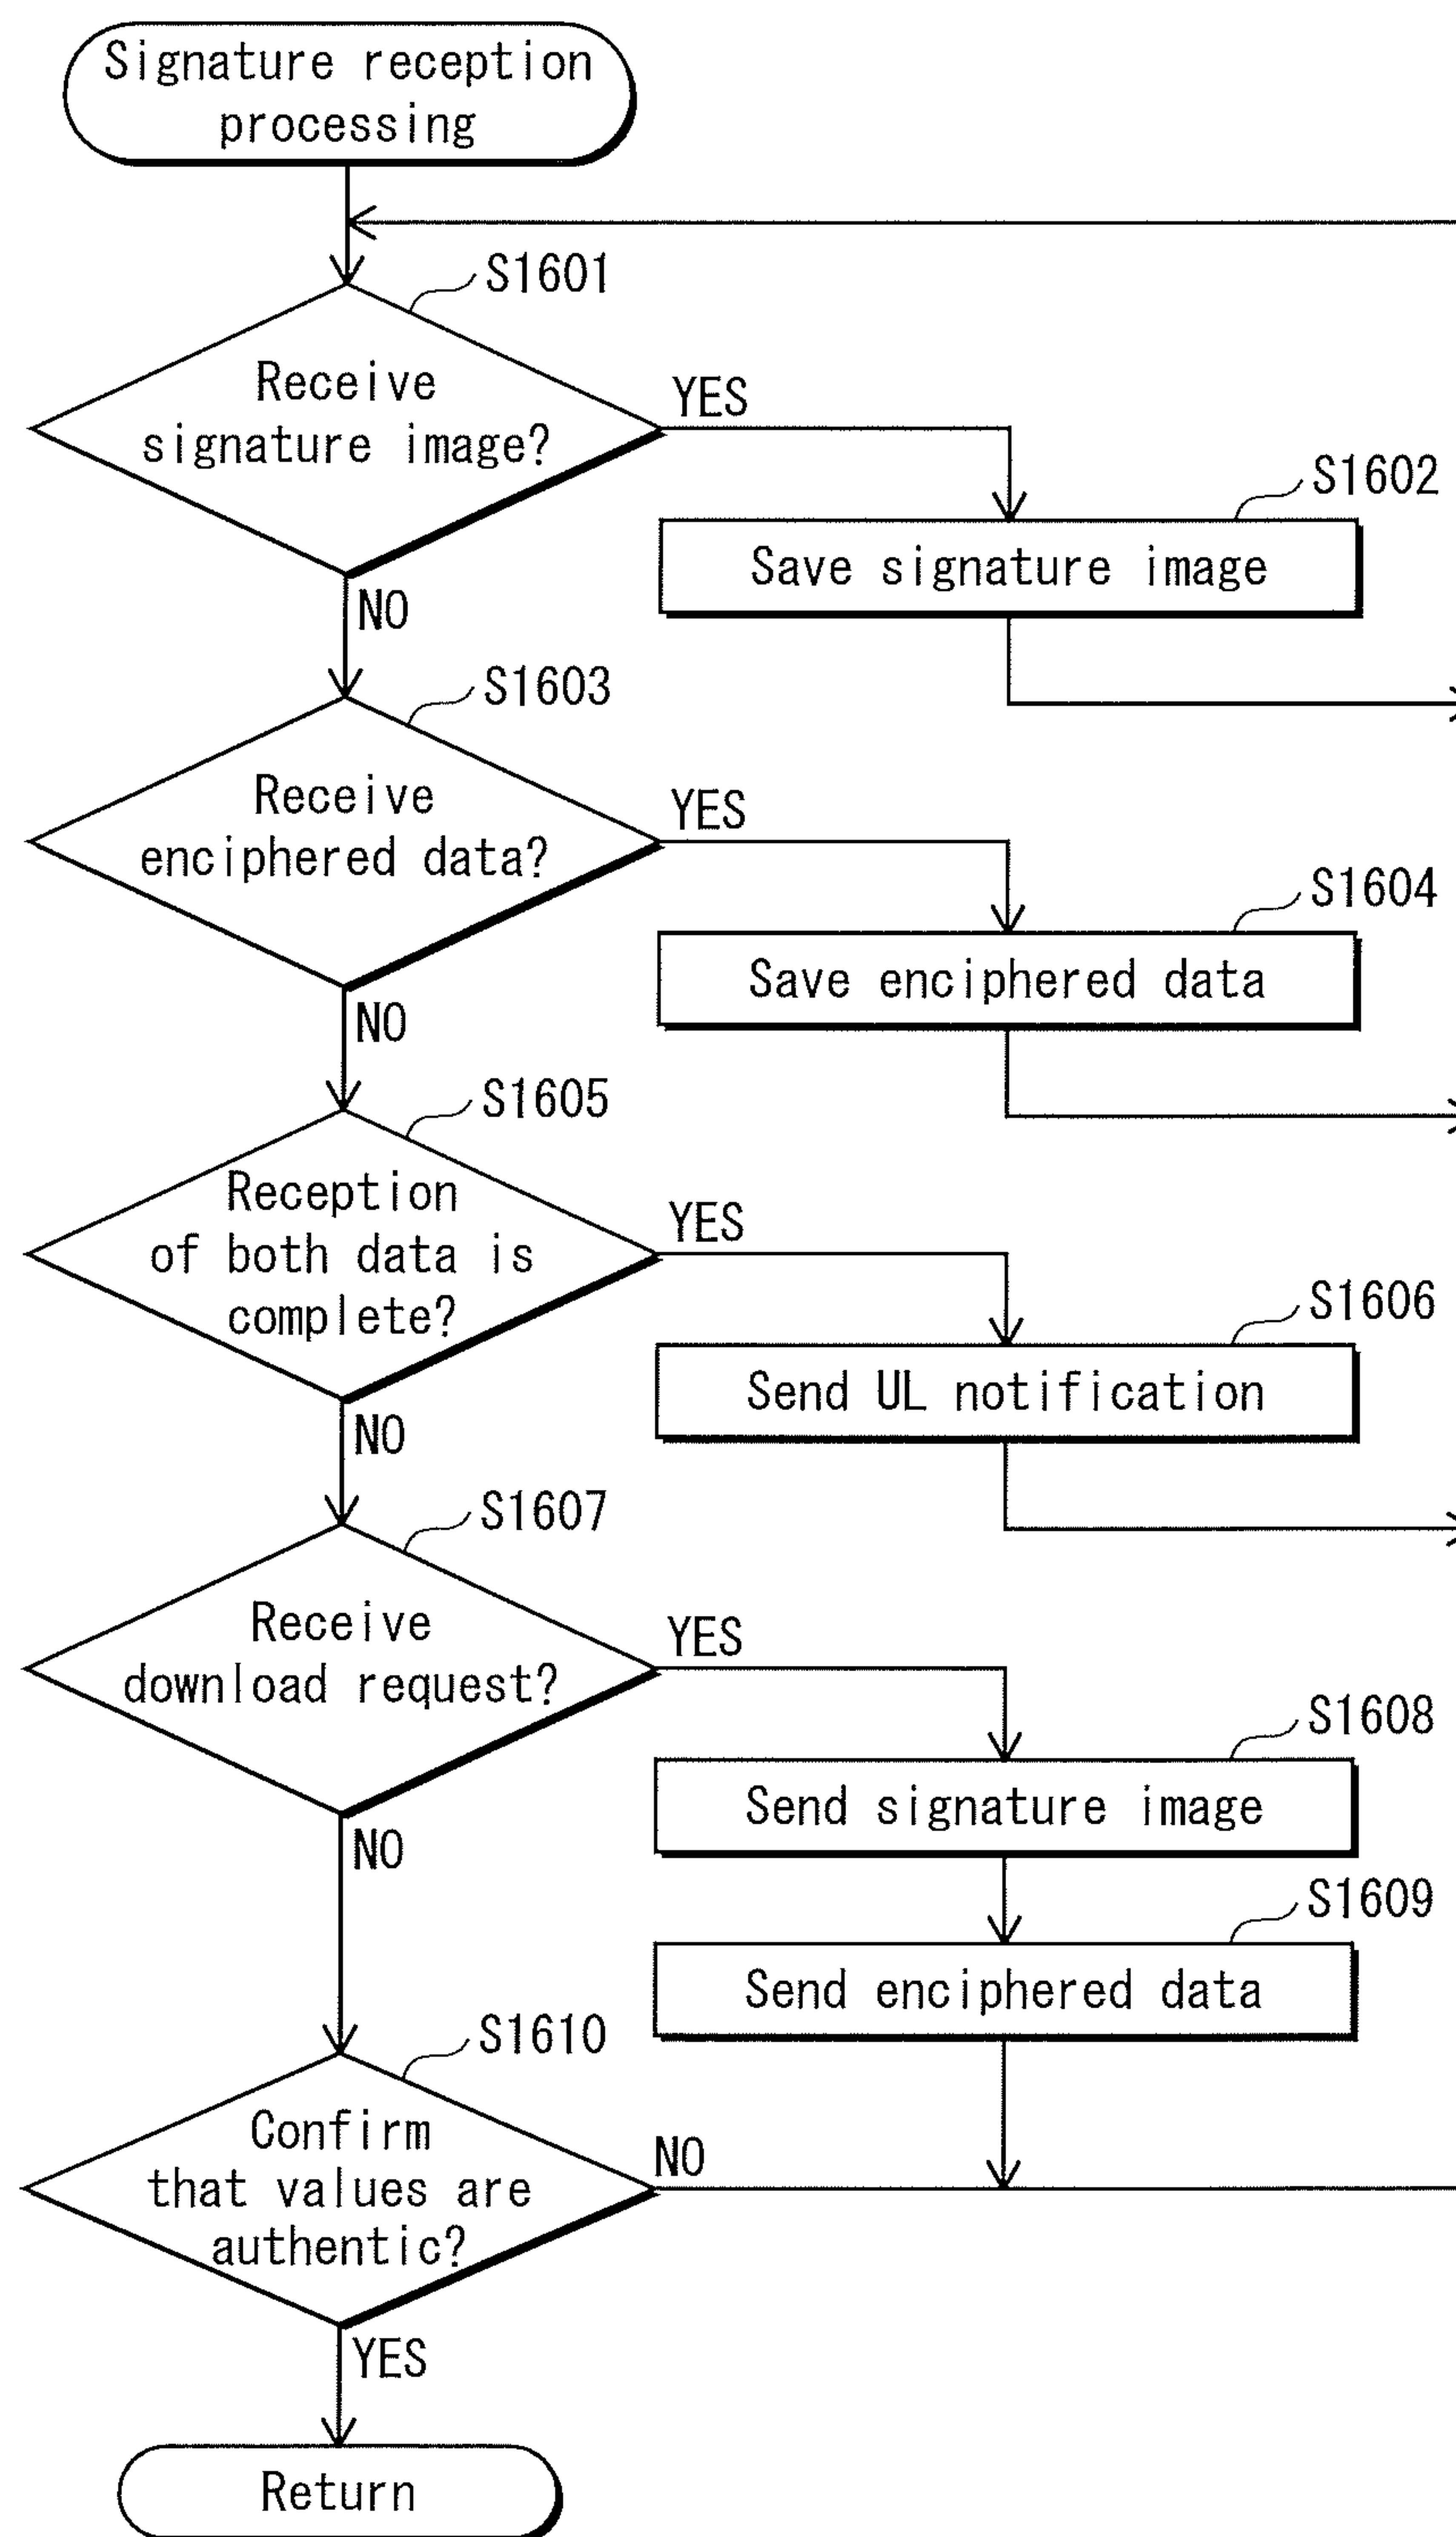 Signature reception
processing
S1601
Receive
signature image?
YES
S1602
Save signature image
NO
S1603
Receive
enciphered data?
YES
S1604
Save enciphered data
NO
S1605
Reception
of both data is
complete?
YES
S1606
Send UL notification
NO
S1607
Receive
download request?
YES
S1608
Send signature image
NO
S1609
Send enciphered data
S1610
Confirm
that values are
authentic?
NO
YES
Return